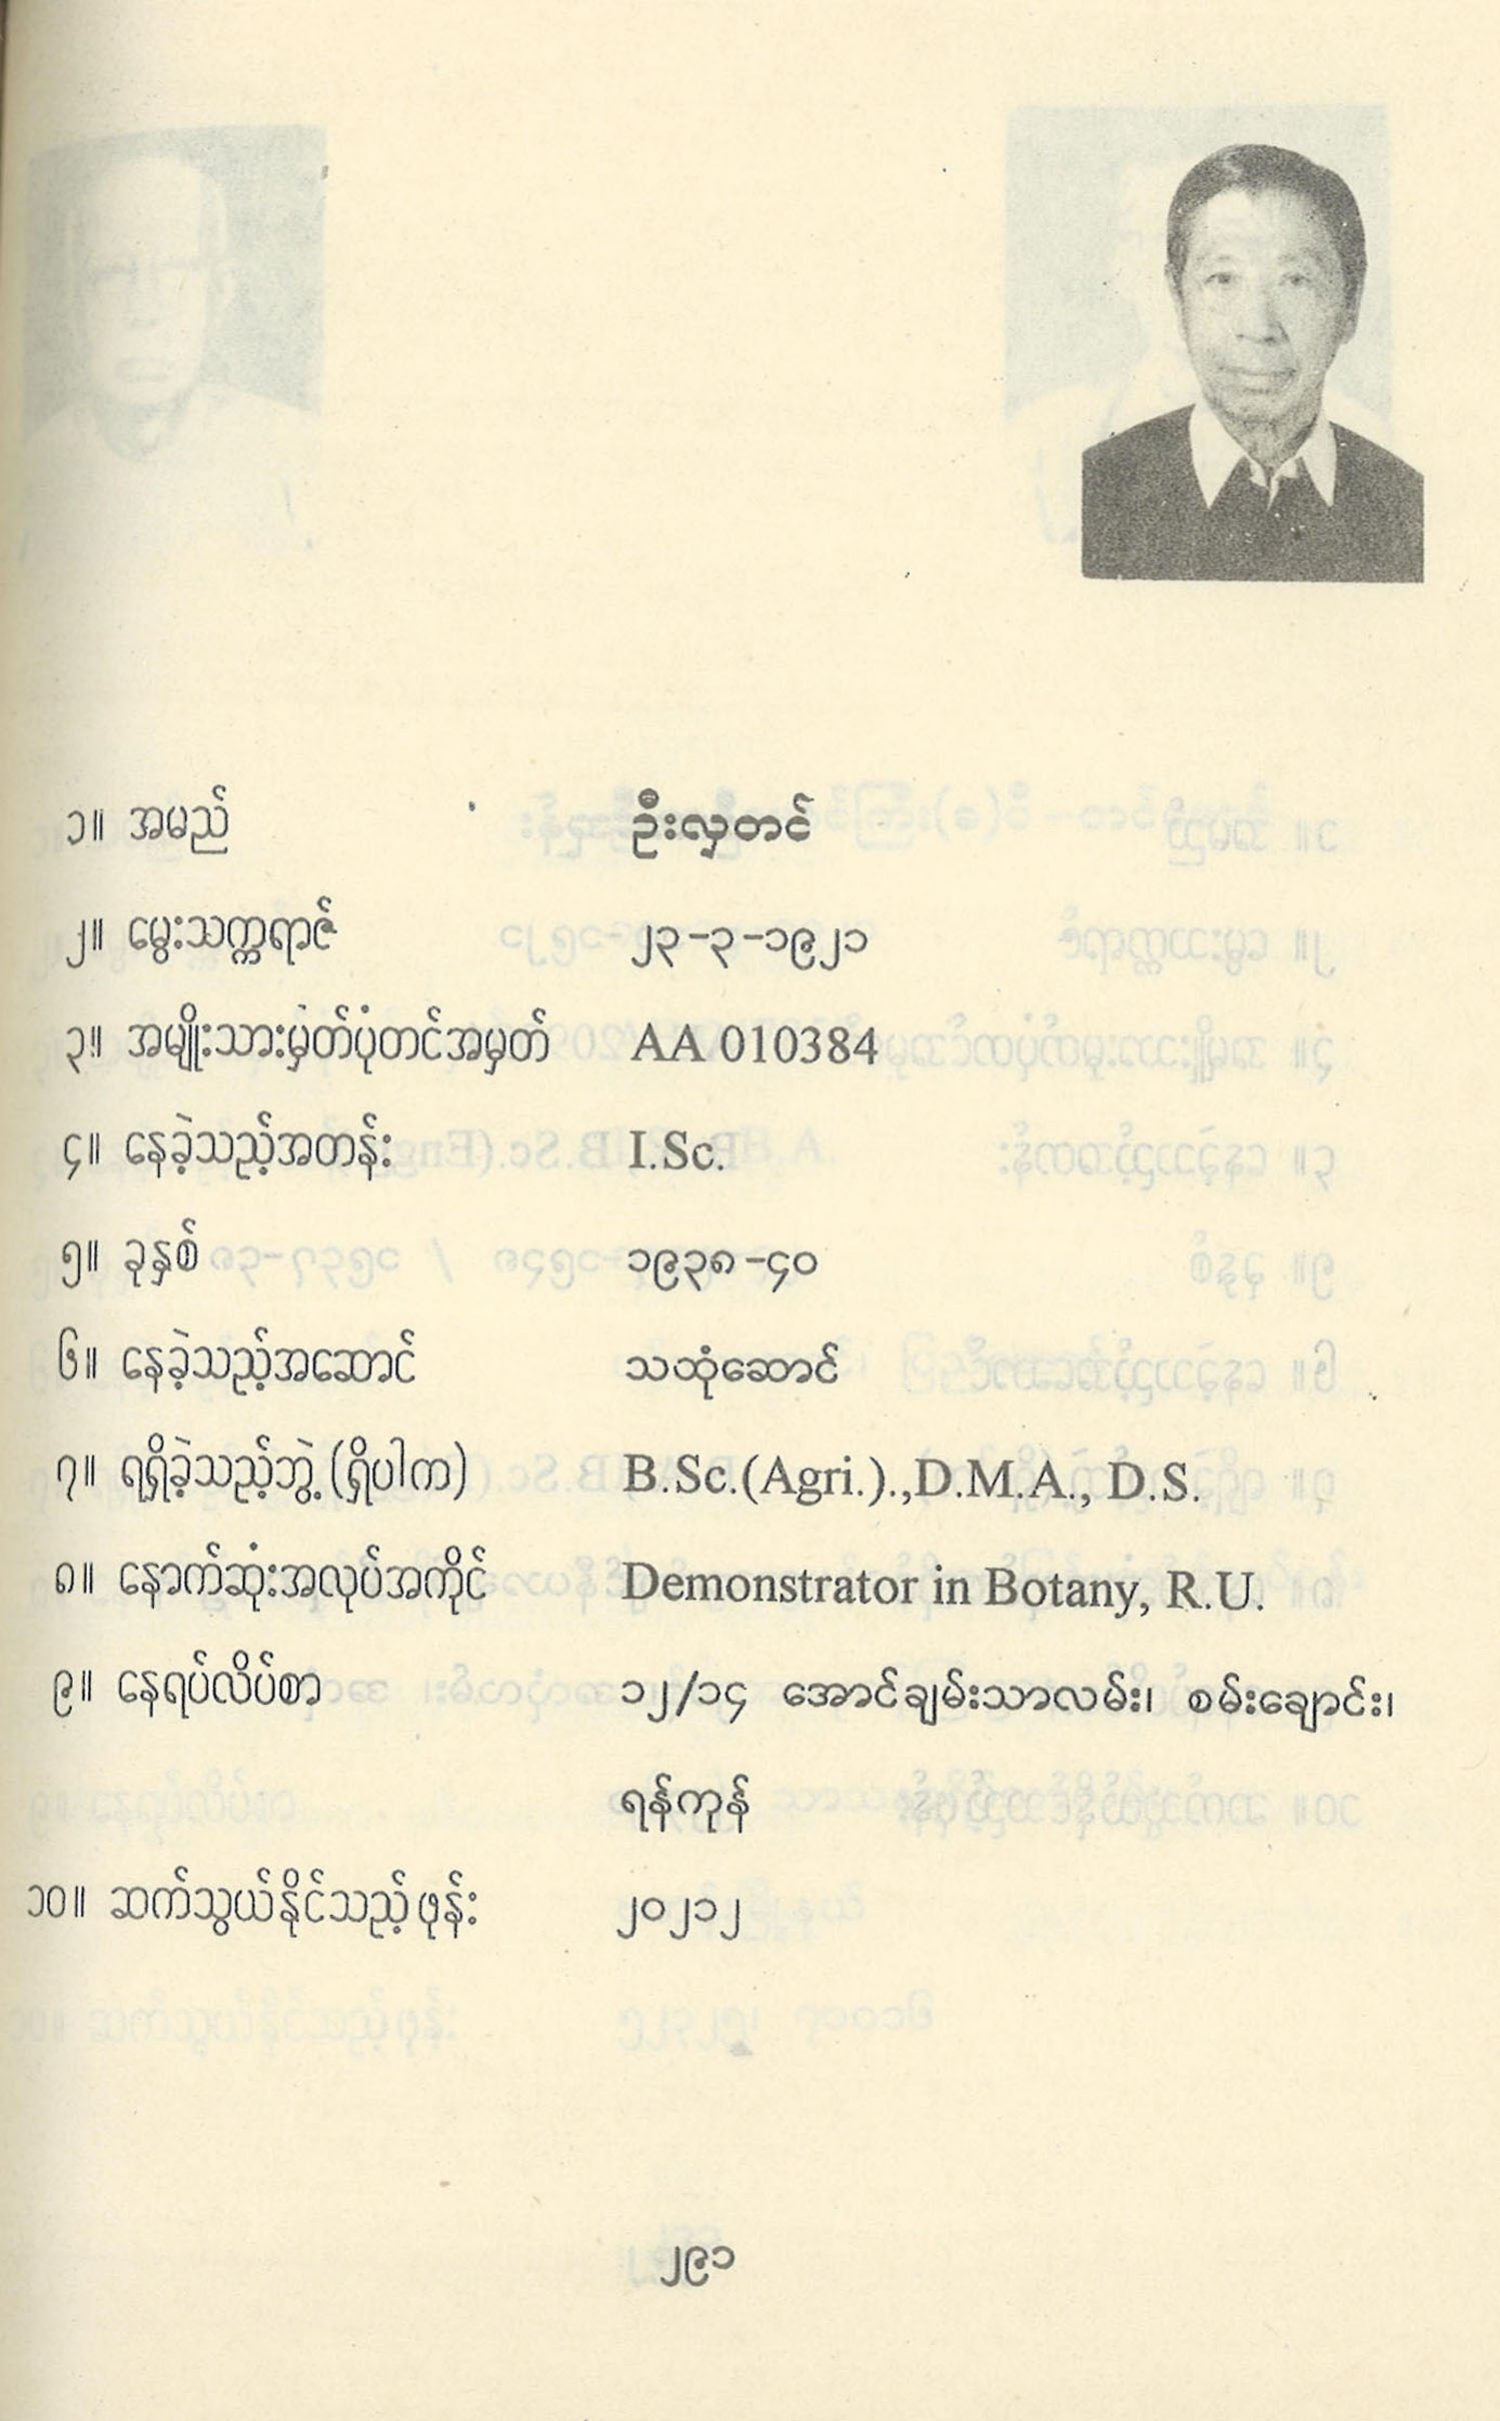 ၁။ အမည် ဦးလှတင်
၂။ မွေးသက္ကရာဇ် ၂၃-၃-၁၉၂၁
၃။ အမျိုးသားမှတ်ပုံတင်အမှတ် AA 010384
၄။ နေခဲ့သည့်အတန်း I.Sc.
၅။ ခုနှစ် ၁၉၃၈-၄၀
၆။ နေခဲ့သည့်အဆောင် သထုံဆောင်
၇။ ရရှိခဲ့သည့်ဘွဲ့ (ရှိပါက) B.Sc.(Agri.).,D.M.A., D.S.
၈။ နောက်ဆုံးအလုပ်အကိုင် Demonstrator in Botany, R.U.
၉။ နေရပ်လိပ်စာ ၁၂/၁၄ အောင်ချမ်းသာလမ်း၊ စမ်းချောင်း၊
ရန်ကုန်
၁၀။ ဆက်သွယ်နိုင်သည့်ဖုန်း ၂၀၂၁၂
၂၉၁